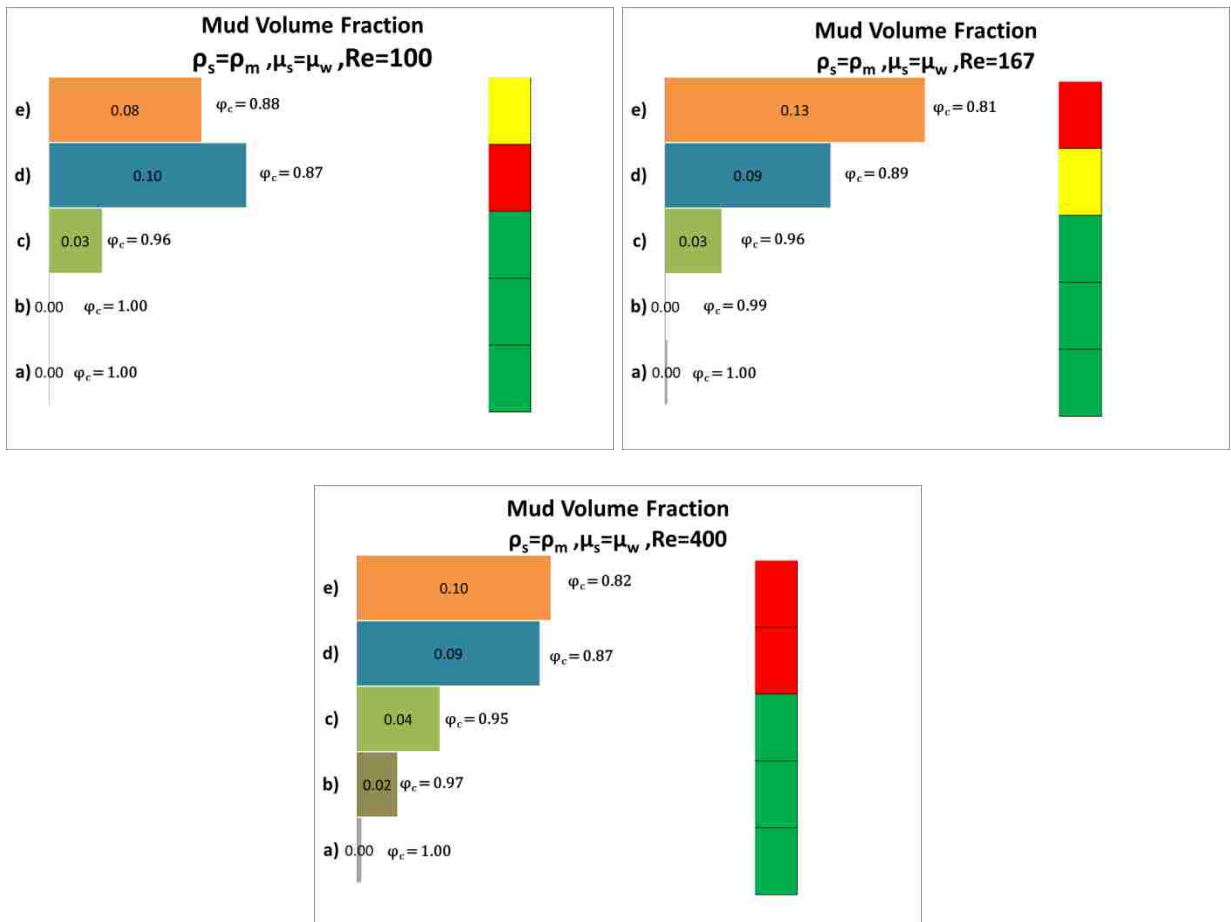 Mud Volume Fraction
ρs=ρm ,μs=μw ,Re=100
e) 0.08 φc = 0.88
d) 0.10 φc = 0.87
c) 0.03 φc = 0.96
b) 0.00 φc = 1.00
a) 0.00 φc = 1.00
Mud Volume Fraction
ρs=ρm ,μs=μw ,Re=167
e) 0.13 φc = 0.81
d) 0.09 φc = 0.89
c) 0.03 φc = 0.96
b) 0.00 φc = 0.99
a) 0.00 φc = 1.00
Mud Volume Fraction
ρs=ρm ,μs=μw ,Re=400
e) 0.10 φc = 0.82
d) 0.09 φc = 0.87
c) 0.04 φc = 0.95
b) 0.02 φc = 0.97
a) 0.00 φc = 1.00